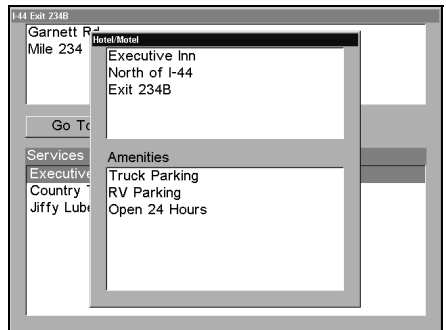 I-44 Exit 234B
Garnett Rd
Mile 234
Hotel/Motel
Executive Inn
North of I-44
Exit 234B
Go To
Services
Amenities
Executive
Country
Jiffy Lube
Truck Parking
RV Parking
Open 24 Hours